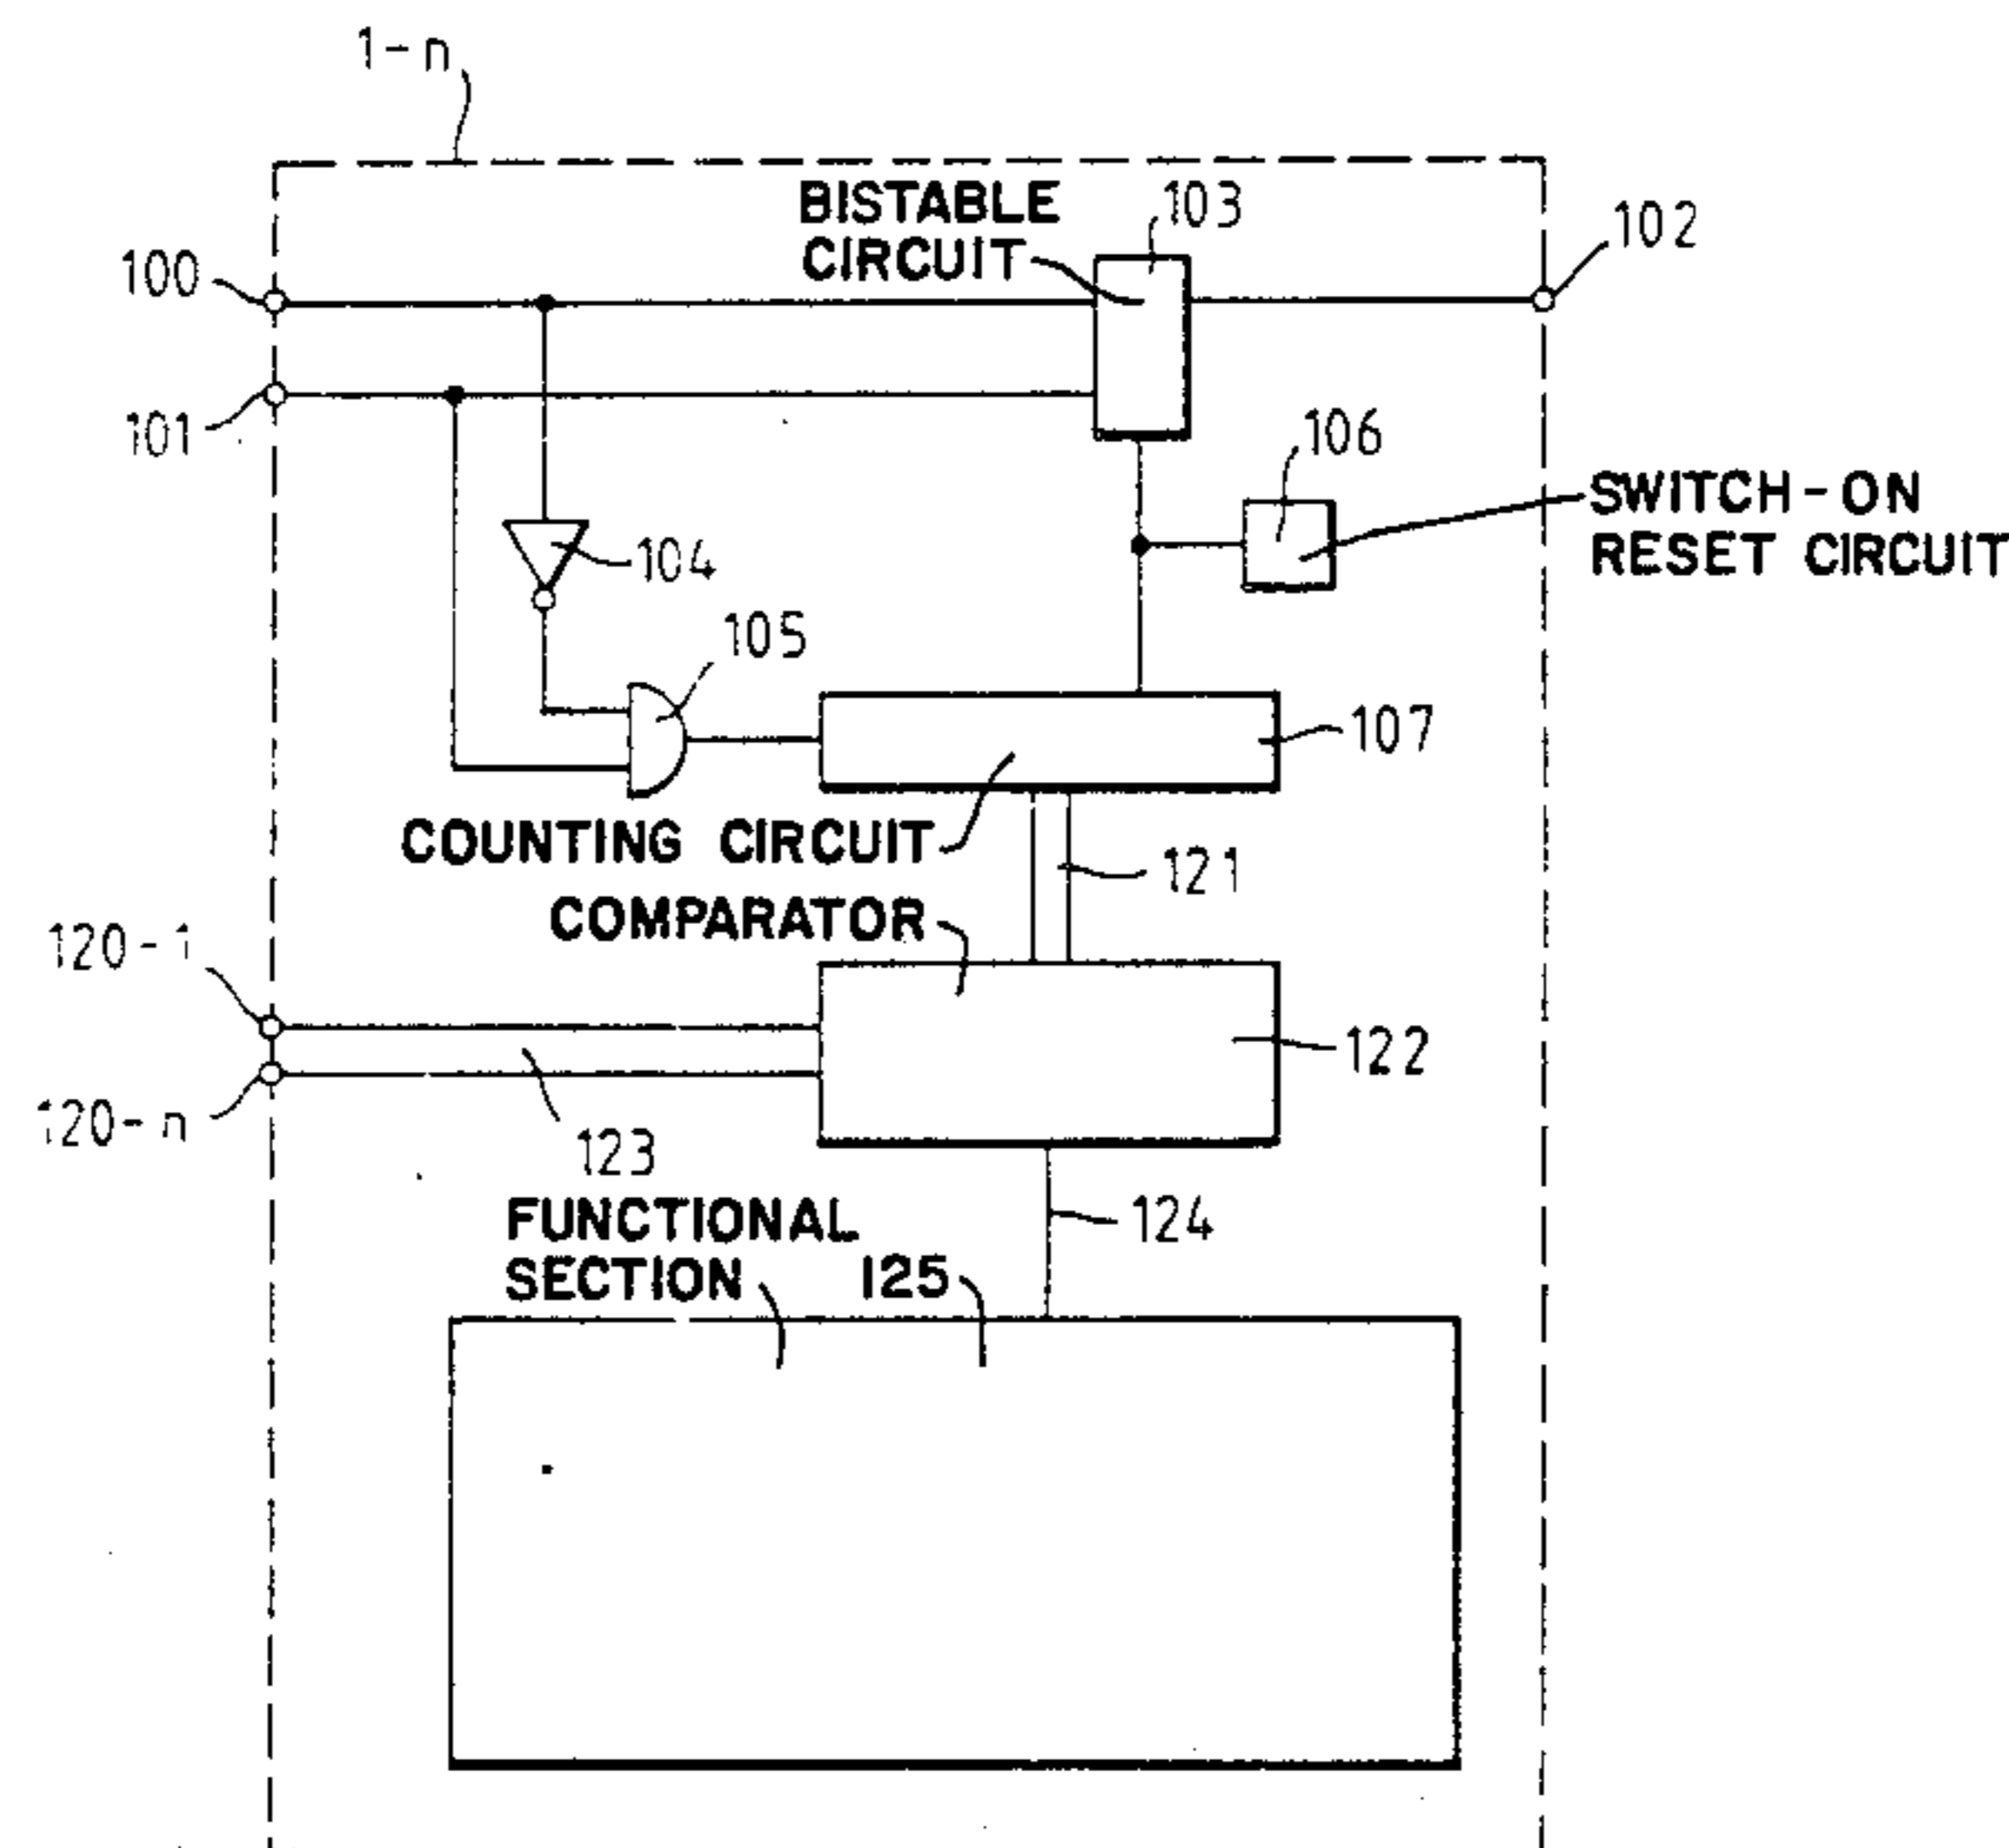 1-n
BISTABLE
CIRCUIT
103
102
100
101
106
SWITCH-ON
RESET CIRCUIT
104
105
107
COUNTING CIRCUIT
121
COMPARATOR
120-1
122
120-n
123
124
FUNCTIONAL
SECTION
125